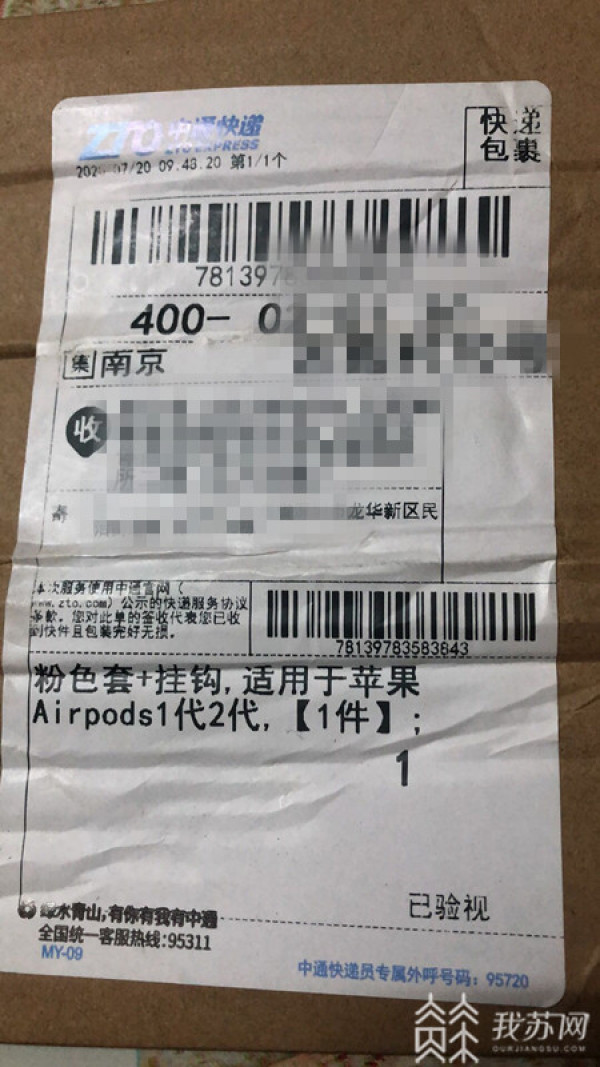 ZTO 中通快递
ZTO EXPRESS
快递
包裹
2020/07/20 09.48.20 第1/1个
7813978
400- 02
集 南京
收
寄
龙华新区民
本次服务使用中通官网(
www.zto.com)公示的快递服务协议
条款。您对此单的签收代表您已收
到快件且包装完好无损。
78139783583843
粉色套+挂钩,适用于苹果
Airpods1代2代,【1件】;
1
已验视
绿水青山,有你有我有中通
全国统一客服热线:95311
MY-09
中通快递员专属外呼号码:95720
我苏网
OURJIANGSU.COM